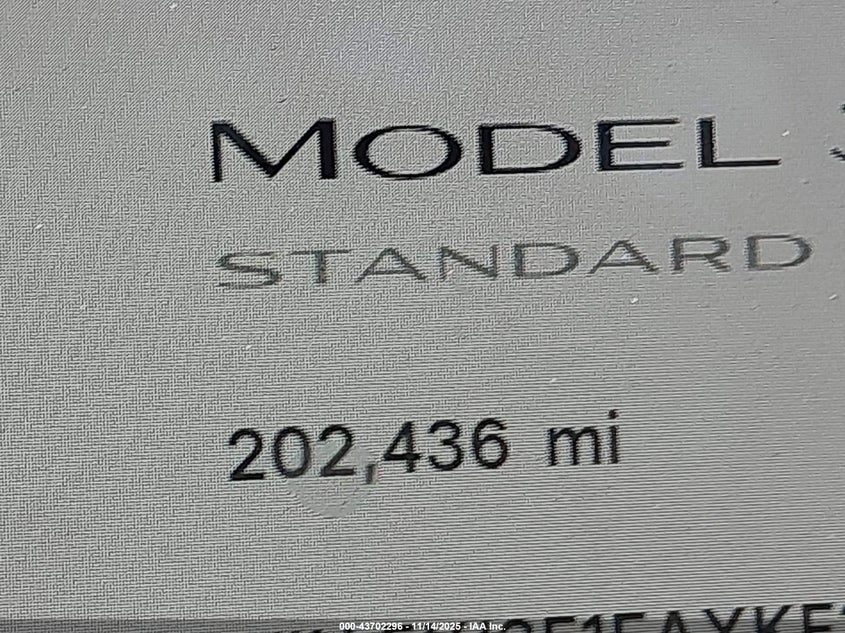 MODEL
STANDARD
202,436 mi
000-43702296 - 11/14/2025 - IAA Inc.